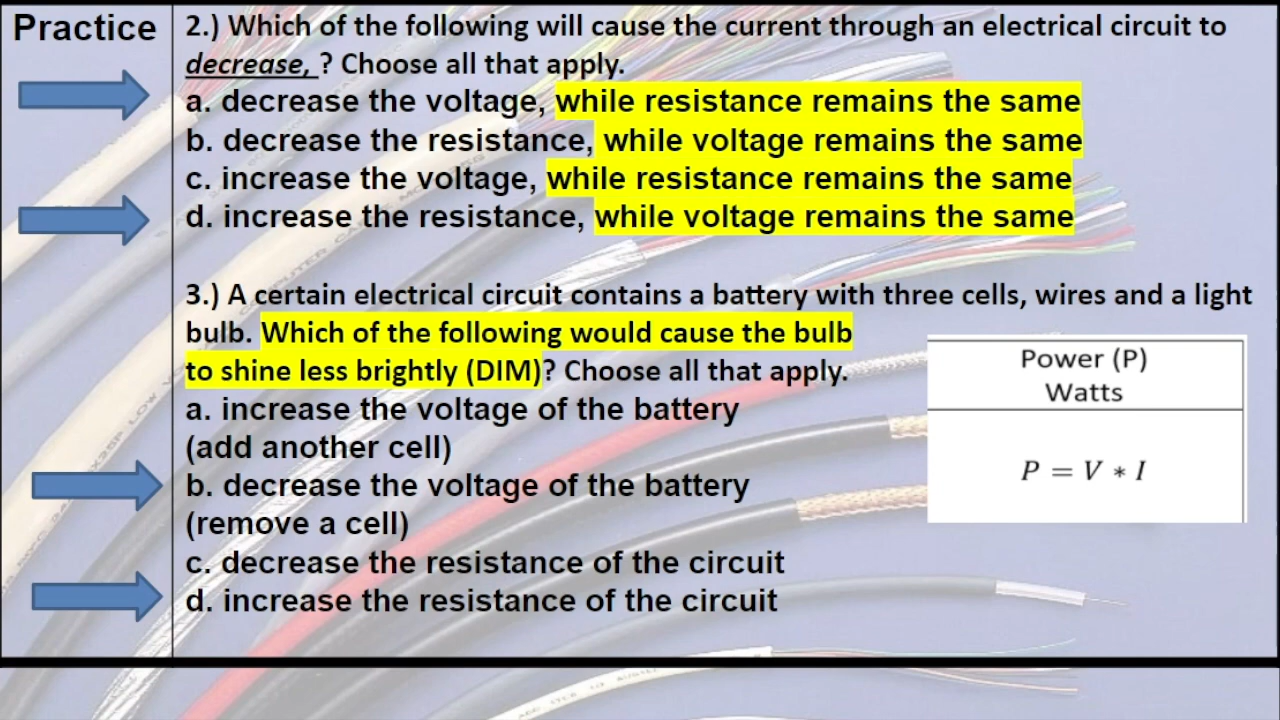 Practice
2.) Which of the following will cause the current through an electrical circuit to
decrease, ? Choose all that apply.
a. decrease the voltage, while resistance remains the same
b. decrease the resistance, while voltage remains the same
c. increase the voltage, while resistance remains the same
d. increase the resistance, while voltage remains the same
3.) A certain electrical circuit contains a battery with three cells, wires and a light
bulb. Which of the following would cause the bulb
to shine less brightly (DIM)? Choose all that apply.
a. increase the voltage of the battery
(add another cell)
b. decrease the voltage of the battery
(remove a cell)
c. decrease the resistance of the circuit
d. increase the resistance of the circuit
Power (P)
Watts
P = V * I